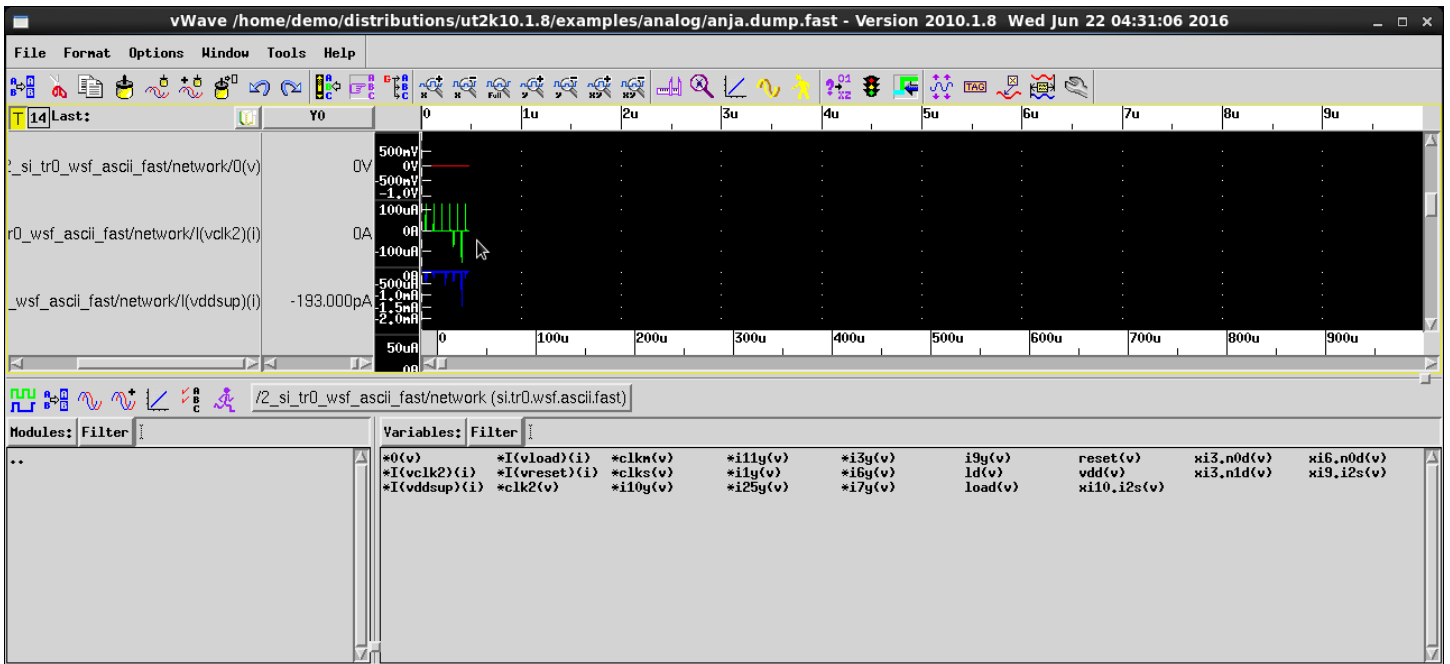 vWave /home/demo/distributions/ut2k10.1.8/examples/analog/anja.dump.fast - Version 2010.1.8 Wed Jun 22 04:31:06 2016
File Format Options Window Tools Help
T 14 Last: Y0 0 1u 2u 3u 4u 5u 6u 7u 8u 9u
500mV
_si_tr0_wsf_ascii_fast/network/0(v) 0V 0V
-500mV
-1.0V
100uA
r0_wsf_ascii_fast/network/I(vclk2)(i) 0A 0A
-100uA
0A
-500uA
_wsf_ascii_fast/network/I(vddsup)(i) -193.000pA -1.0mA
-1.5mA
-2.0mA
50uA 0 100u 200u 300u 400u 500u 600u 700u 800u 900u
0A
/2_si_tr0_wsf_ascii_fast/network (si.tr0.wsf.ascii.fast)
Modules: Filter Variables: Filter
.. *0(v) *I(vload)(i) *clkm(v) *i11y(v) *i3y(v) i9y(v) reset(v) xi3.n0d(v) xi6.n0d(v)
*I(vclk2)(i) *I(vreset)(i) *clks(v) *i1y(v) *i6y(v) ld(v) vdd(v) xi3.n1d(v) xi9.i2s(v)
*I(vddsup)(i) *clk2(v) *i10y(v) *i25y(v) *i7y(v) load(v) xi10.i2s(v)